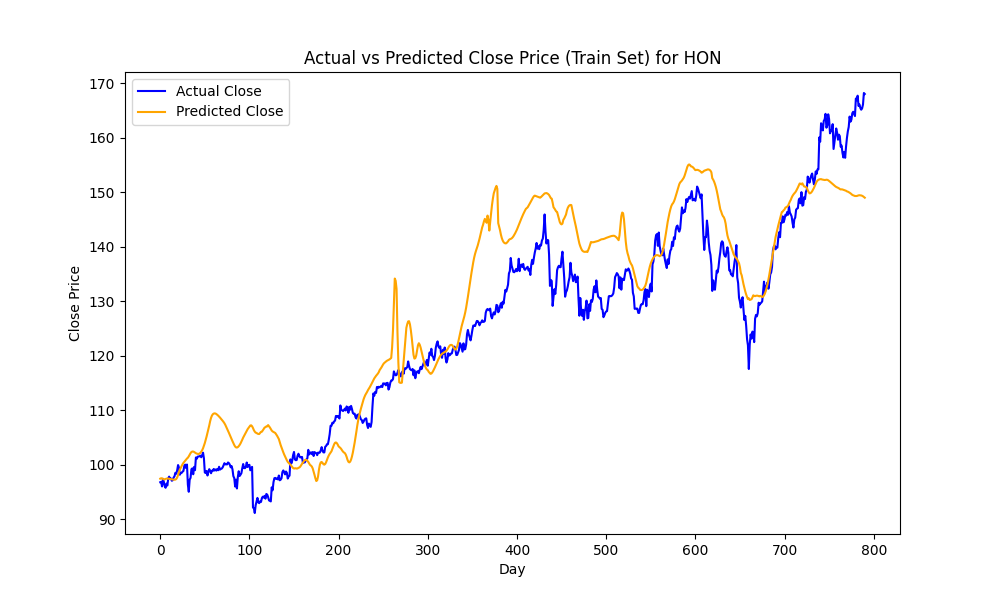 Actual vs Predicted Close Price (Train Set) for HON
Actual Close
Predicted Close
Close Price
170
160
150
140
130
120
110
100
90
0 100 200 300 400 500 600 700 800
Day